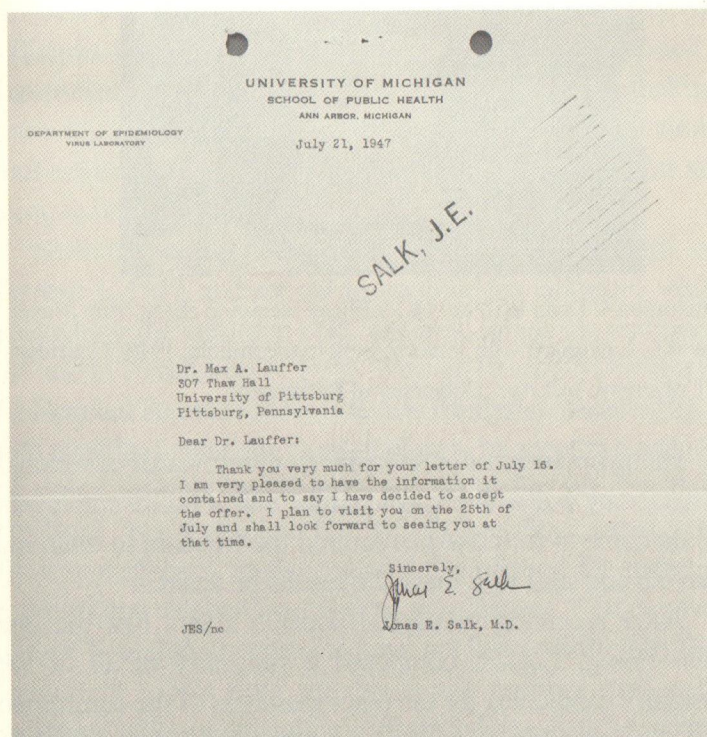 UNIVERSITY OF MICHIGAN
SCHOOL OF PUBLIC HEALTH
ANN ARBOR, MICHIGAN
DEPARTMENT OF EPIDEMIOLOGY
VIRUS LABORATORY
July 21, 1947
SALK, J.E.
Dr. Max A. Lauffer
307 Thaw Hall
University of Pittsburg
Pittsburg, Pennsylvania
Dear Dr. Lauffer:
Thank you very much for your letter of July 16.
I am very pleased to have the information it
contained and to say I have decided to accept
the offer. I plan to visit you on the 25th of
July and shall look forward to seeing you at
that time.
Sincerely,
Jonas E. Salk
Jonas E. Salk, M.D.
JES/nc